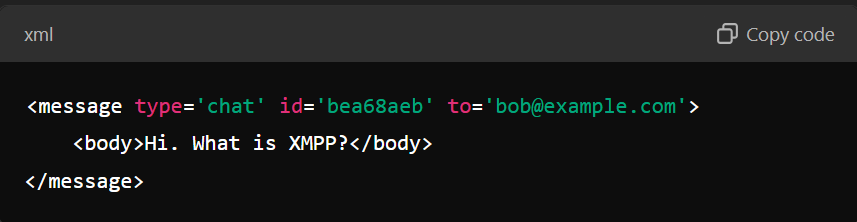 xml
Copy code
<message type='chat' id='bea68aeb' to='bob@example.com'>
    <body>Hi. What is XMPP?</body>
</message>